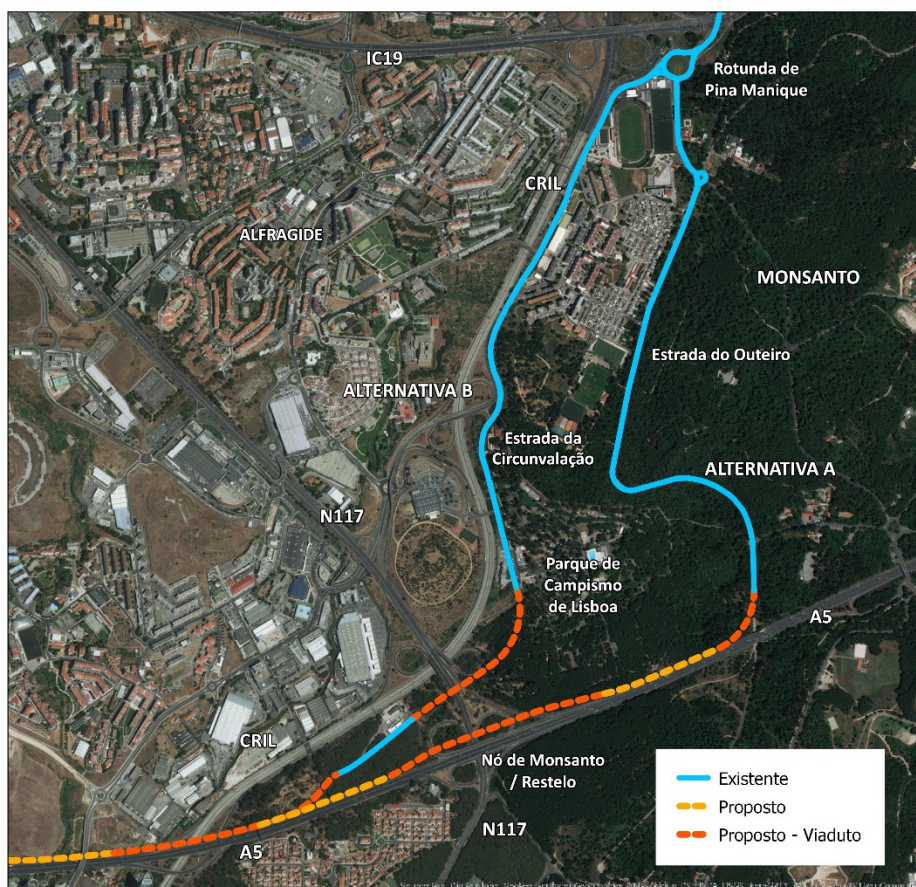 IC19
Rotunda de
Pina Manique
CRIL
ALFRAGIDE
MONSANTO
Estrada do Outeiro
ALTERNATIVA B
Estrada da
Circunvalação
ALTERNATIVA A
N117
Parque de
Campismo
de Lisboa
A5
CRIL
Nó de Monsanto
/ Restelo
N117
A5
Existente
Proposto
Proposto - Viaduto